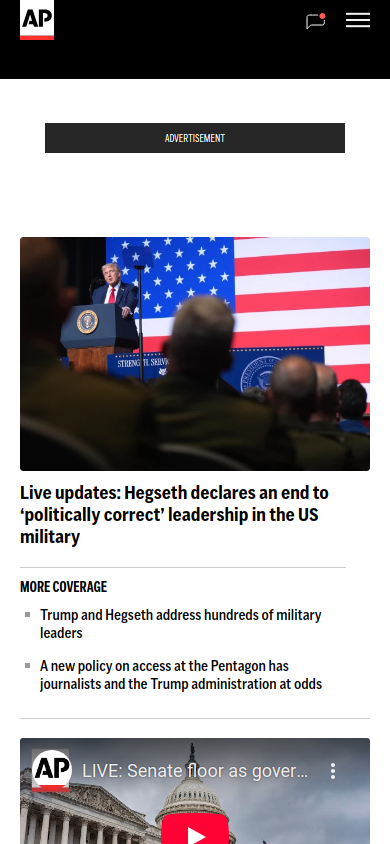 AP
ADVERTISEMENT
STRENGTH, SERVI
Live updates: Hegseth declares an end to
‘politically correct’ leadership in the US
military
MORE COVERAGE
Trump and Hegseth address hundreds of military
leaders
A new policy on access at the Pentagon has
journalists and the Trump administration at odds
AP
LIVE: Senate floor as gover...